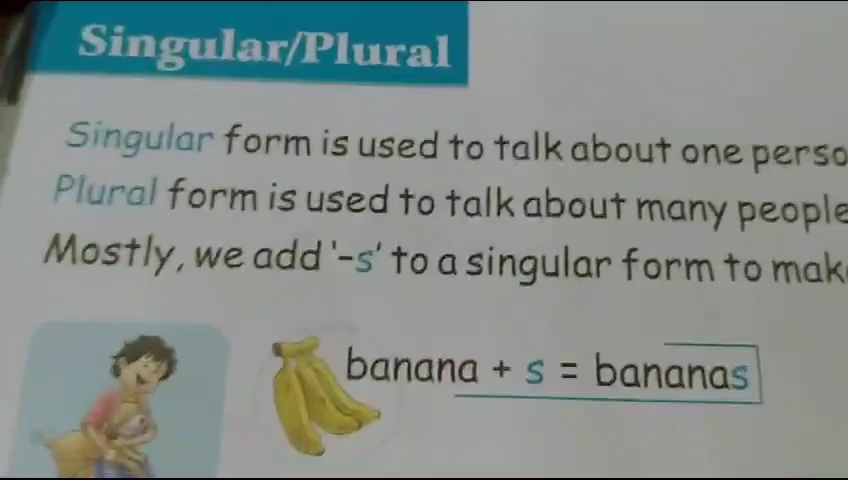 Singular/Plural
Singular form is used to talk about one perso
Plural form is used to talk about many people
Mostly, we add '-s' to a singular form to mak
banana + s = bananas